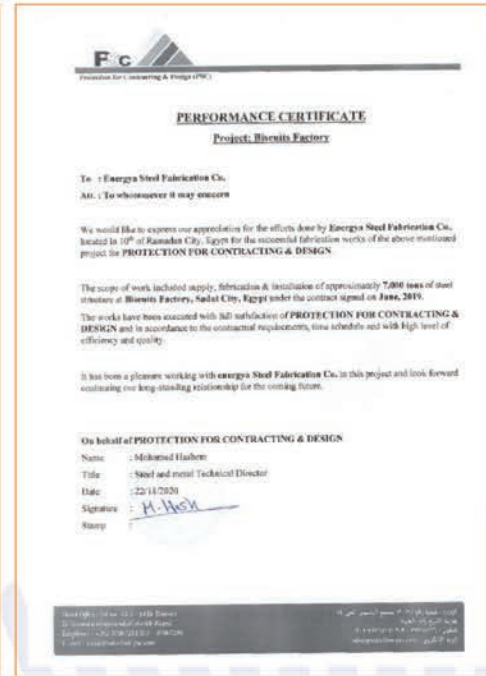 PERFORMANCE CERTIFICATE
Project: Biscuits Factory
To : Energya Steel Fabrication Co.
Att. : To whomsoever it may concern
We would like to express our appreciation for the efforts done by Energya Steel Fabrication Co.
located in 10th of Ramadan City, Egypt for the successful fabrication works of the above mentioned
project for PROTECTION FOR CONTRACTING & DESIGN
The scope of work included supply, fabrication & installation of approximately 7,000 tons of steel
structure at Biscuits Factory, Sadat City, Egypt under the contract signed on June, 2019.
The works have been executed with full satisfaction of PROTECTION FOR CONTRACTING &
DESIGN and in accordance to the contractual requirements, time schedule and with high level of
efficiency and quality.
It has been a pleasure working with energya Steel Fabrication Co. in this project and look forward
continuing our long-standing relationship for the coming future.
On behalf of PROTECTION FOR CONTRACTING & DESIGN
Name : Mohamed Hashem
Title : Steel and metal Technical Director
Date : 22/11/2020
Signature : M-Hesh
Stamp :